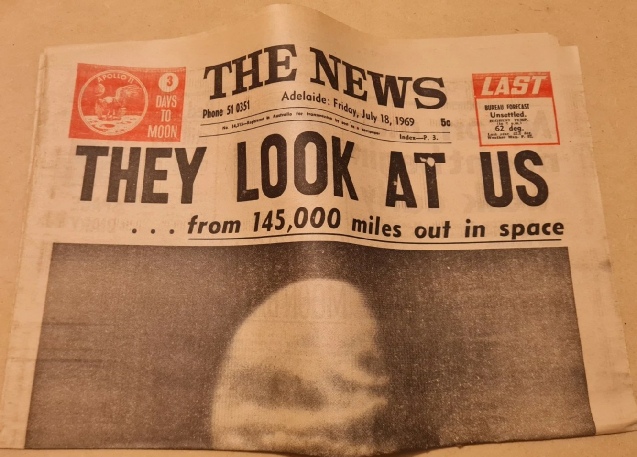 APOLLO 11
3
DAYS
TO
MOON
THE NEWS
Phone 51 0351
Adelaide: Friday, July 18, 1969
5c
Index—P. 3.
LAST
BUREAU FORECAST
Unsettled.
62 deg.
THEY LOOK AT US
. . . from 145,000 miles out in space